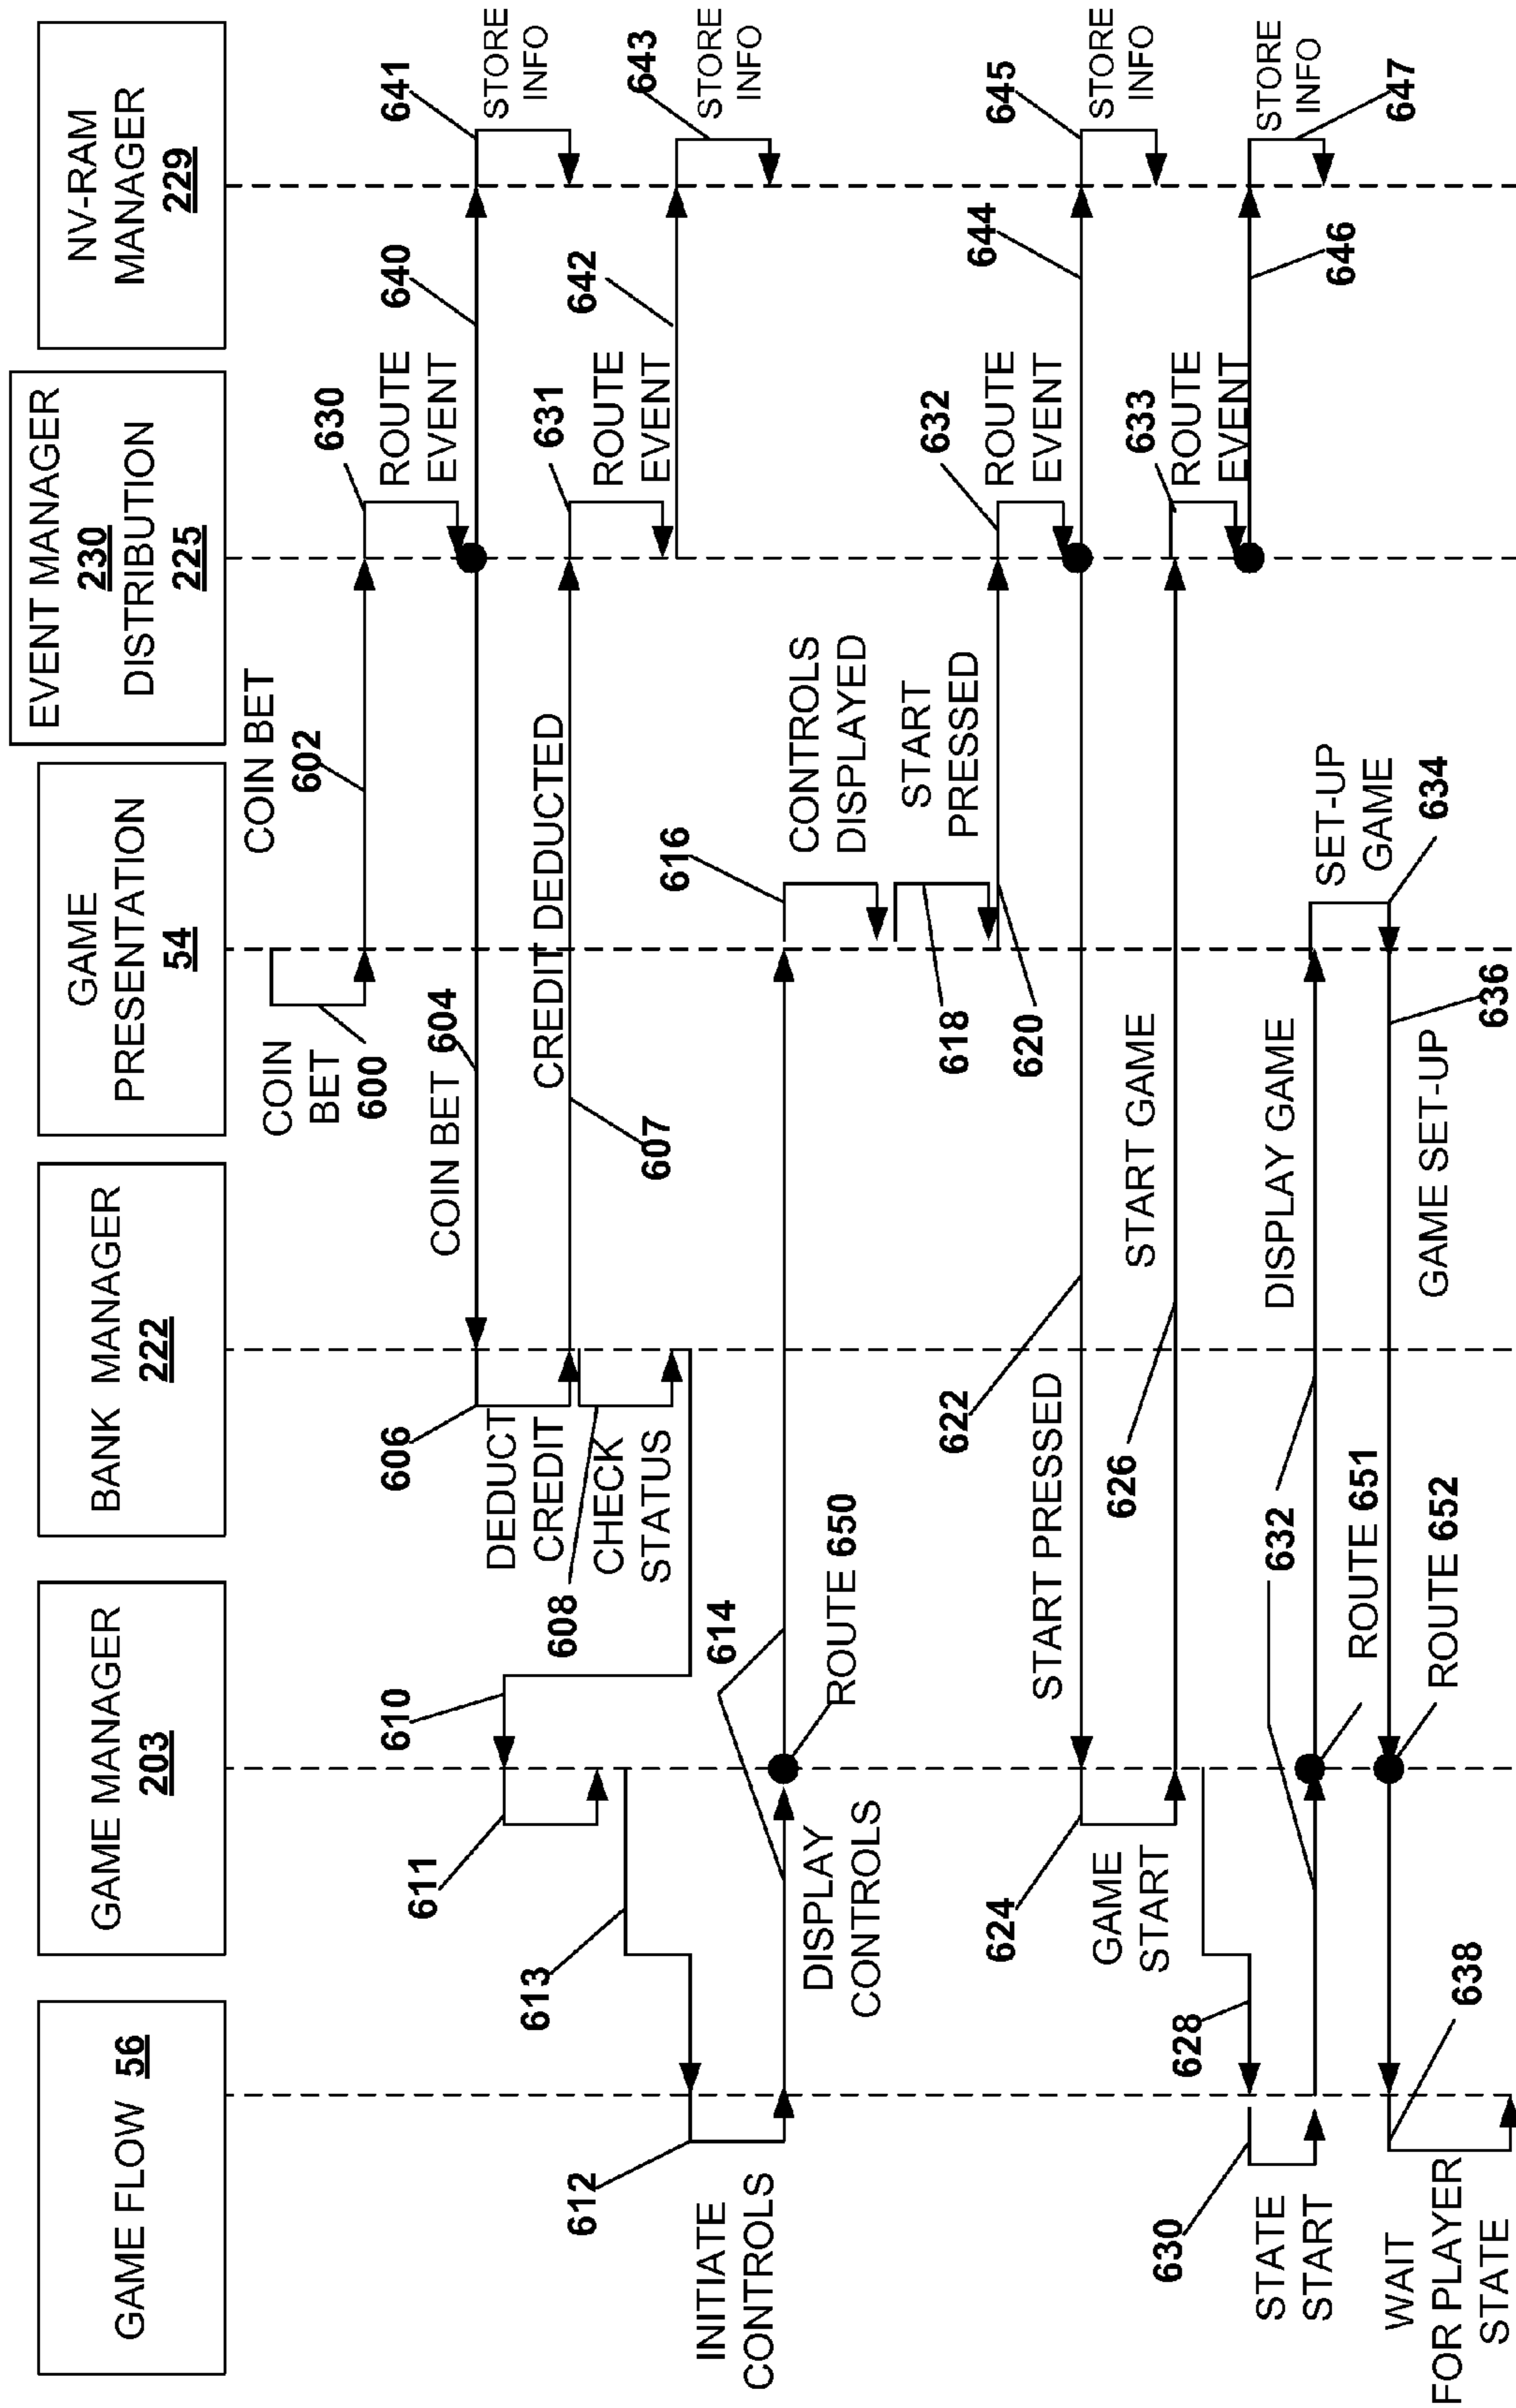 GAME FLOW 56
GAME MANAGER
203
BANK MANAGER
222
GAME
PRESENTATION
54
EVENT MANAGER
230
DISTRIBUTION
225
NV-RAM
MANAGER
229
COIN BET
602
COIN
BET
600
630
ROUTE
EVENT
640
641
STORE
INFO
COIN BET 604
606
DEDUCT
CREDIT
CREDIT DEDUCTED
607
631
ROUTE
EVENT
642
643
STORE
INFO
608
CHECK
STATUS
610
611
613
612
INITIATE
CONTROLS
614
DISPLAY
CONTROLS
ROUTE 650
616
CONTROLS
DISPLAYED
618
START
PRESSED
620
632
ROUTE
EVENT
644
645
STORE
INFO
622
START PRESSED
624
GAME
START
626
START GAME
633
ROUTE
EVENT
646
647
STORE
INFO
628
630
STATE
START
632
DISPLAY GAME
ROUTE 651
SET-UP
GAME
634
636
GAME SET-UP
ROUTE 652
638
WAIT
FOR PLAYER
STATE